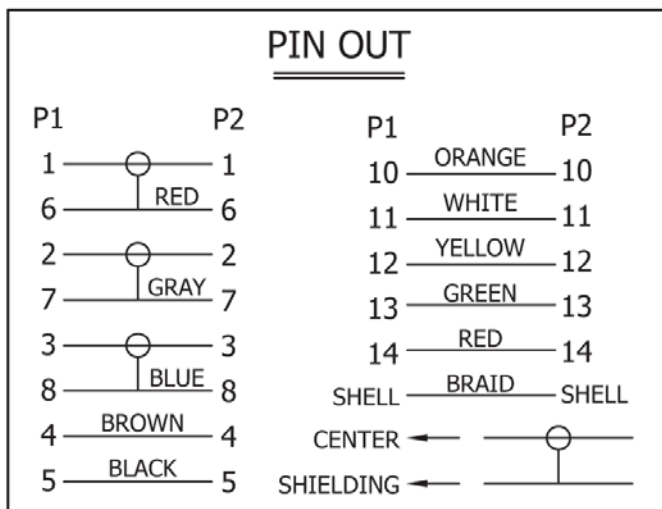 PIN OUT
P1 P2
1 1
6 RED 6
2 2
7 GRAY 7
3 3
8 BLUE 8
4 BROWN 4
5 BLACK 5
P1 P2
10 ORANGE 10
11 WHITE 11
12 YELLOW 12
13 GREEN 13
14 RED 14
SHELL BRAID SHELL
CENTER
SHIELDING